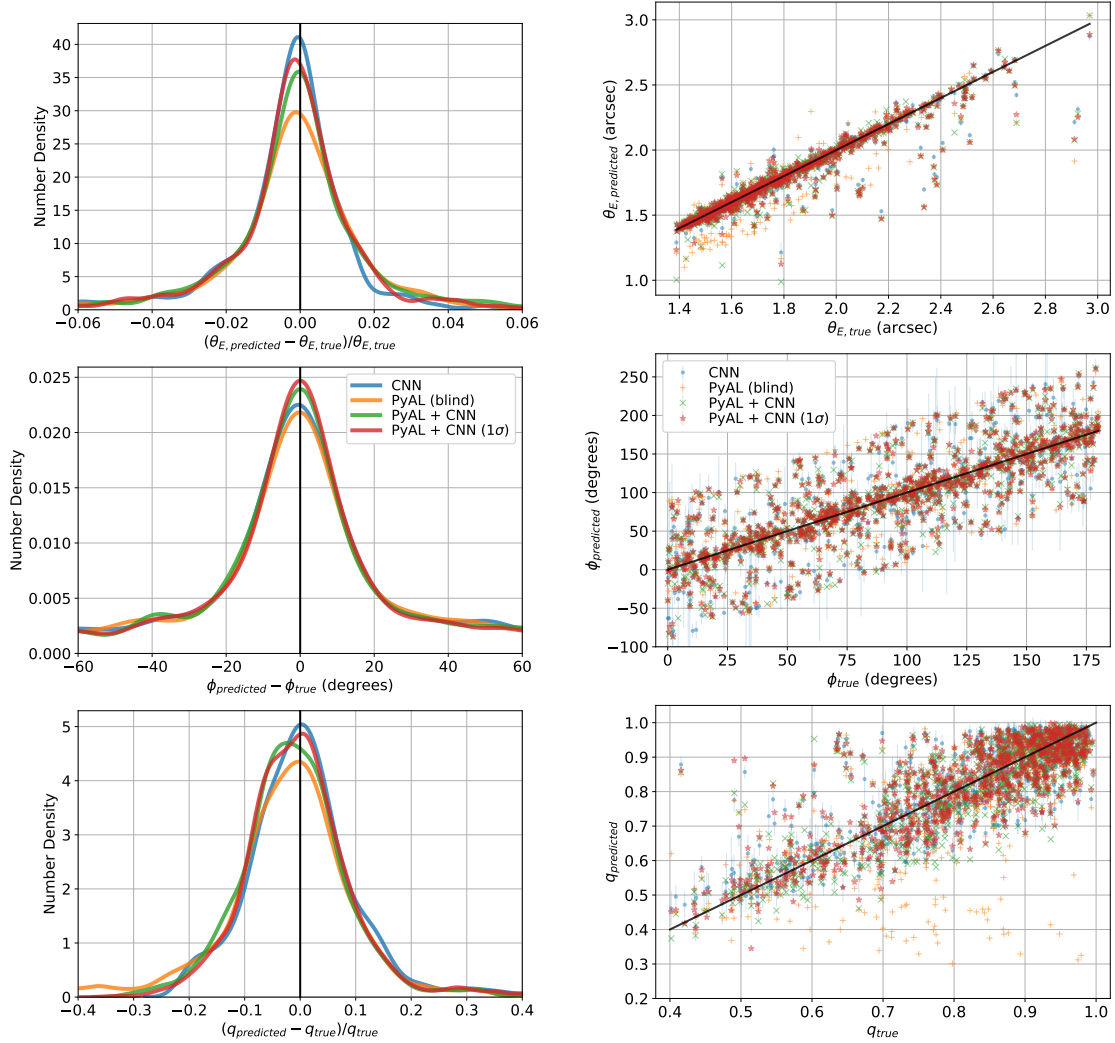 40
35
30
25
20
15
10
5
0
Number Density
−0.06 −0.04 −0.02 0.00 0.02 0.04 0.06
(θE,predicted − θE,true)/θE,true
3.0
2.5
2.0
1.5
1.0
θE,predicted (arcsec)
1.4 1.6 1.8 2.0 2.2 2.4 2.6 2.8 3.0
θE,true (arcsec)
0.025
0.020
0.015
0.010
0.005
0.000
Number Density
CNN
PyAL (blind)
PyAL + CNN
PyAL + CNN (1σ)
−60 −40 −20 0 20 40 60
ϕpredicted − ϕtrue (degrees)
250
200
150
100
50
0
−50
−100
ϕpredicted (degrees)
CNN
PyAL (blind)
PyAL + CNN
PyAL + CNN (1σ)
0 25 50 75 100 125 150 175
ϕtrue (degrees)
5
4
3
2
1
0
Number Density
−0.4 −0.3 −0.2 −0.1 0.0 0.1 0.2 0.3 0.4
(qpredicted − qtrue)/qtrue
1.0
0.9
0.8
0.7
0.6
0.5
0.4
0.3
0.2
qpredicted
0.4 0.5 0.6 0.7 0.8 0.9 1.0
qtrue